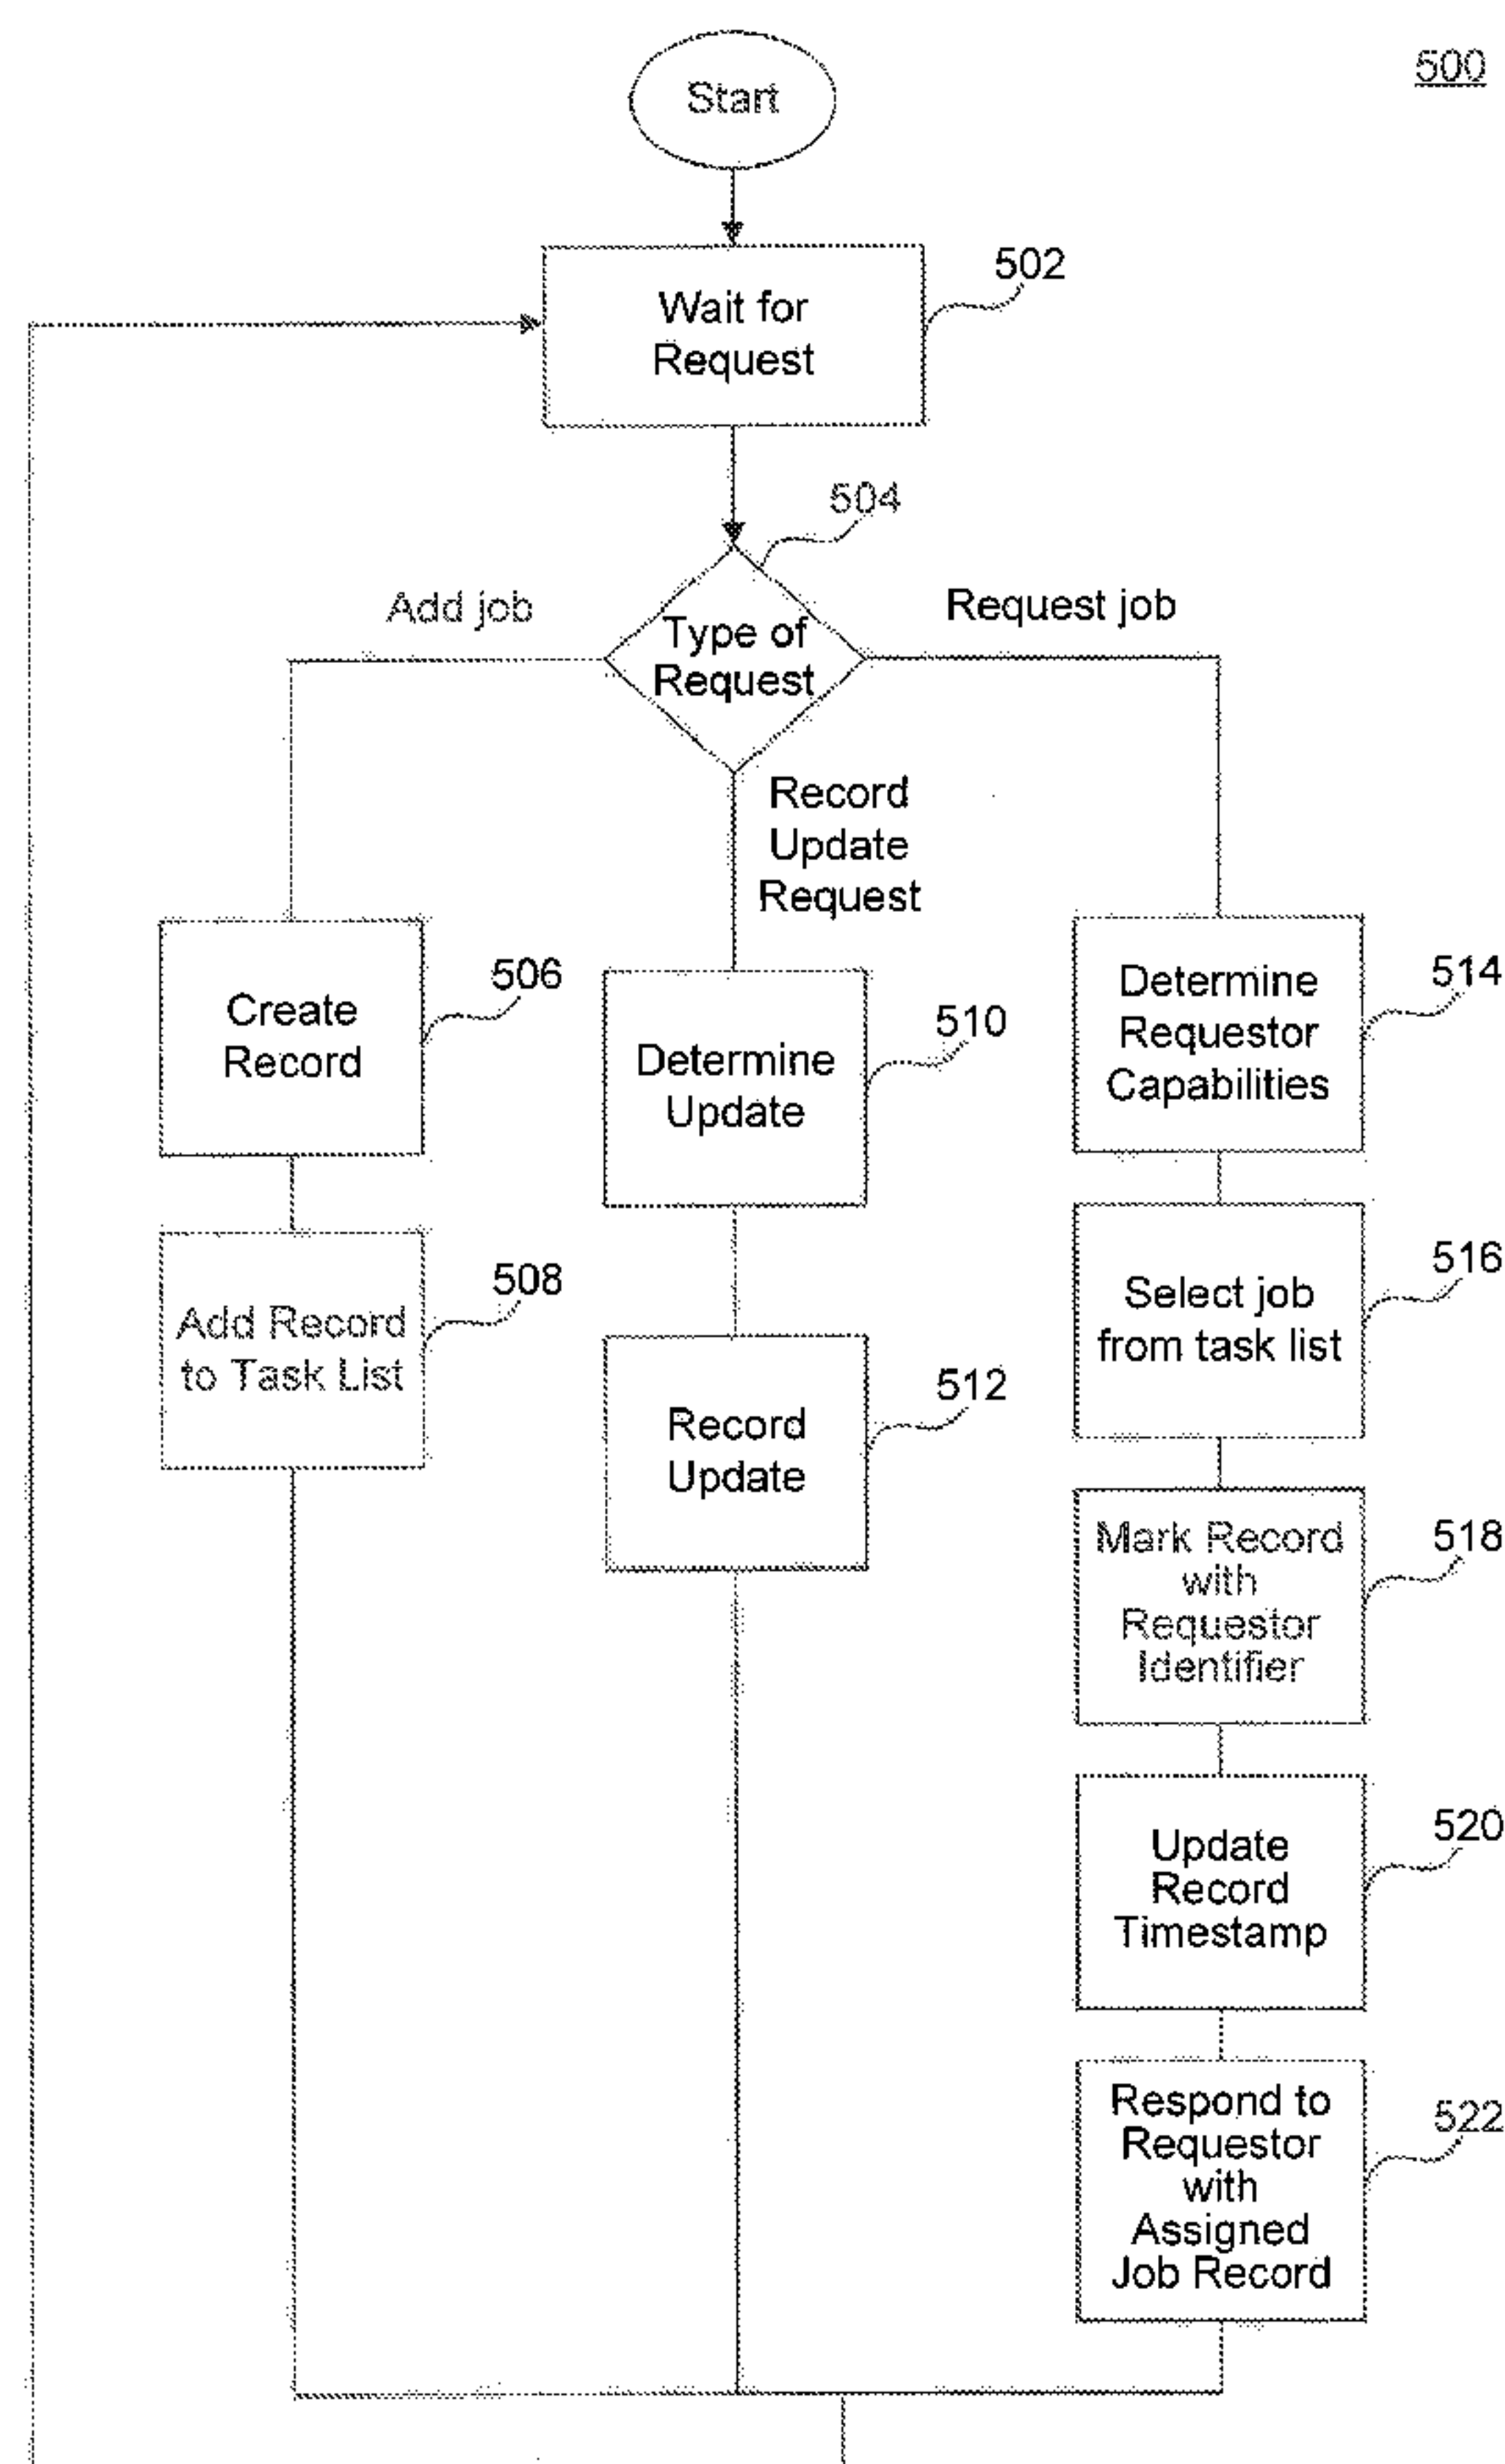 500
Start
502
Wait for
Request
504
Add job
Type of
Request
Request job
Record
Update
Request
506
Create
Record
508
Add Record
to Task List
510
Determine
Update
512
Record
Update
514
Determine
Requestor
Capabilities
516
Select job
from task list
518
Mark Record
with
Requestor
Identifier
520
Update
Record
Timestamp
522
Respond to
Requestor
with
Assigned
Job Record